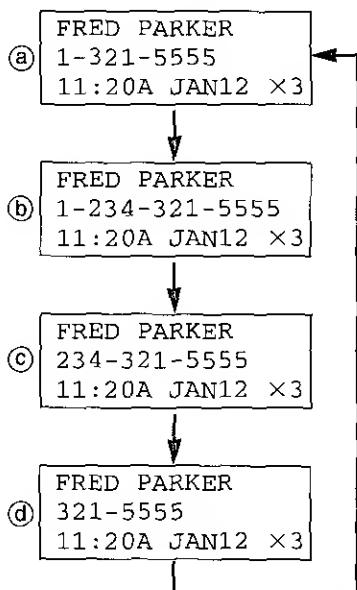 FRED PARKER
ⓐ 1-321-5555
11:20A JAN12 ×3
FRED PARKER
ⓑ 1-234-321-5555
11:20A JAN12 ×3
FRED PARKER
ⓒ 234-321-5555
11:20A JAN12 ×3
FRED PARKER
ⓓ 321-5555
11:20A JAN12 ×3